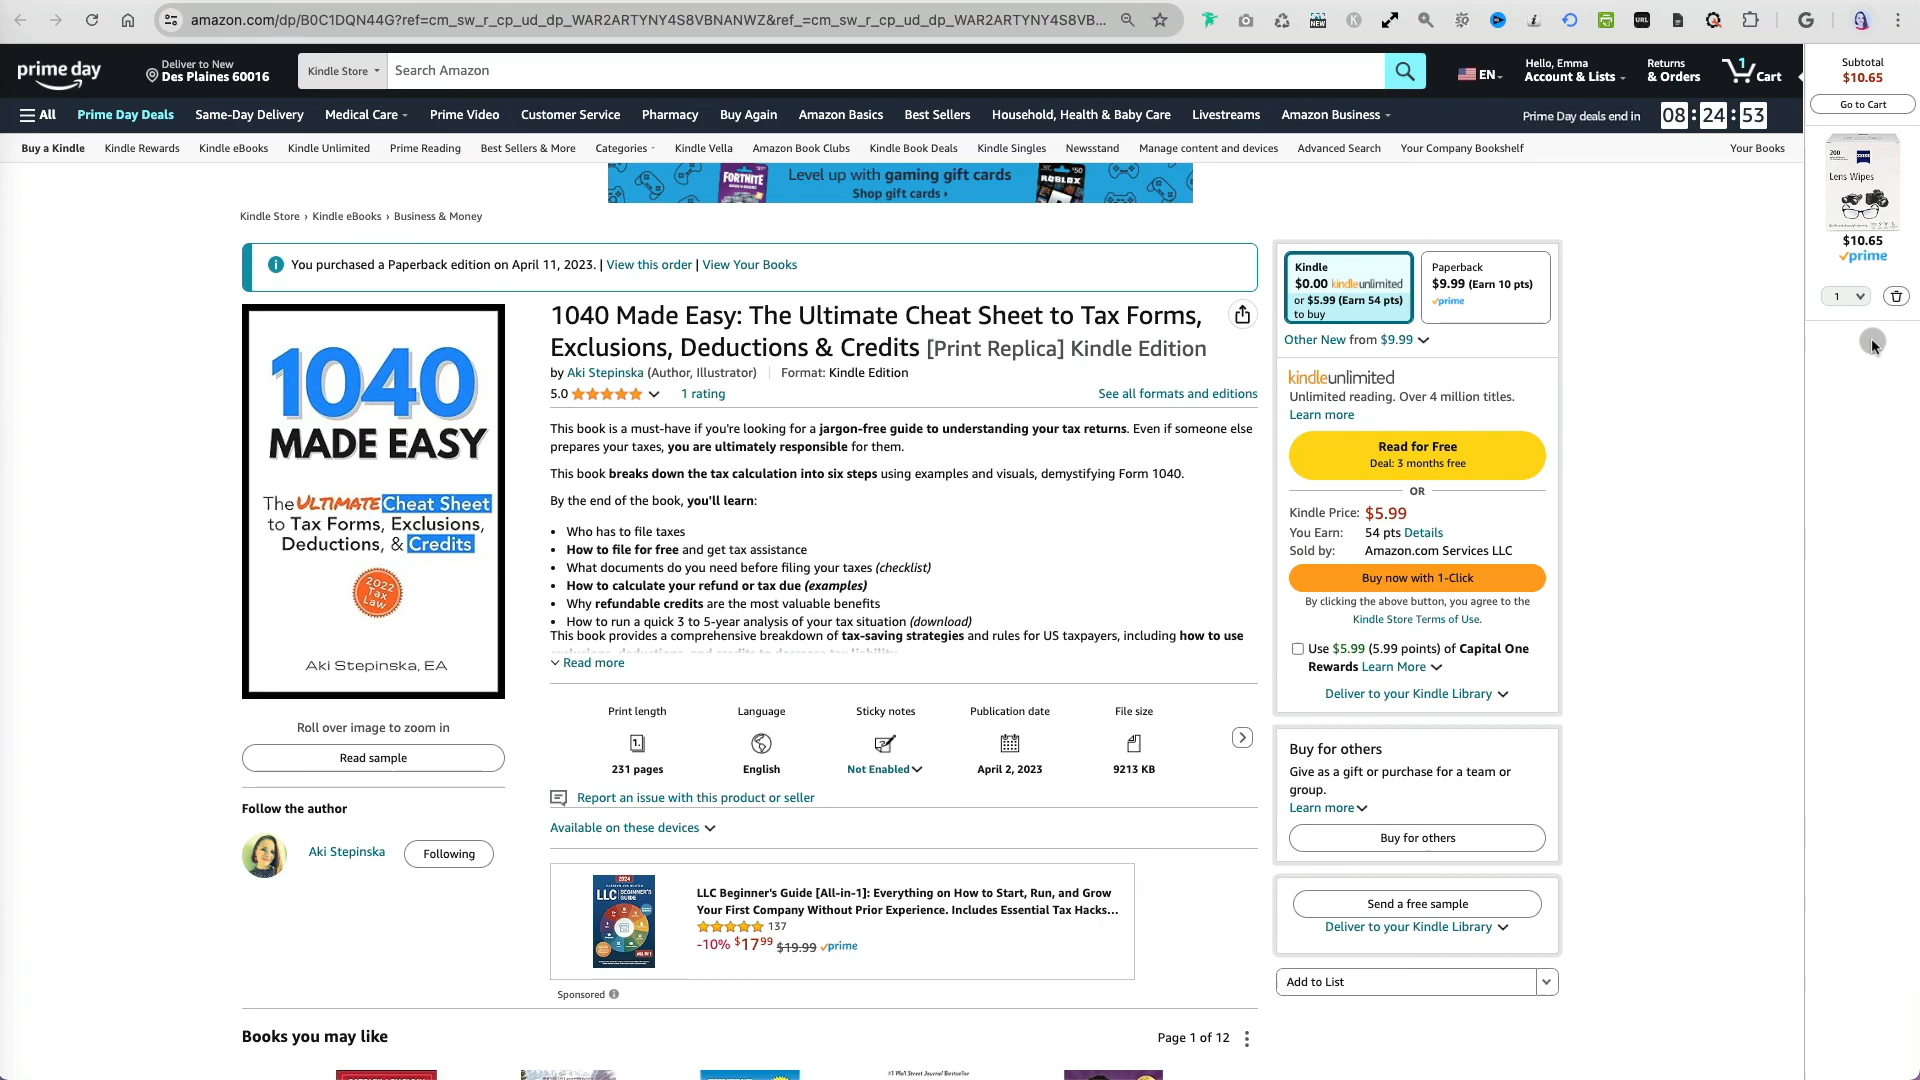 amazon.com/dp/B0C1DQN44G?ref=cm_sw_r_cp_ud_dp_WAR2ARTYNY4S8VBNANWZ&ref_=cm_sw_r_cp_ud_dp_WAR2ARTYNY4S8VB...
prime day
Deliver to New
Des Plaines 60016
Kindle Store
Search Amazon
EN
Hello, Emma
Account & Lists
Returns
& Orders
1
Cart
Subtotal
$10.65
Go to Cart
All
Prime Day Deals
Same-Day Delivery
Medical Care
Prime Video
Customer Service
Pharmacy
Buy Again
Amazon Basics
Best Sellers
Household, Health & Baby Care
Livestreams
Amazon Business
Prime Day deals end in
08 : 24 : 53
Buy a Kindle
Kindle Rewards
Kindle eBooks
Kindle Unlimited
Prime Reading
Best Sellers & More
Categories
Kindle Vella
Amazon Book Clubs
Kindle Book Deals
Kindle Singles
Newsstand
Manage content and devices
Advanced Search
Your Company Bookshelf
Your Books
200
Lens Wipes
$10.65
prime
1
FORTNITE
Level up with gaming gift cards
Shop gift cards ›
ROBLOX
Kindle Store › Kindle eBooks › Business & Money
You purchased a Paperback edition on April 11, 2023. | View this order | View Your Books
1040
MADE EASY
The ULTIMATE Cheat Sheet
to Tax Forms, Exclusions,
Deductions, & Credits
2022
Tax
Law
Aki Stepinska, EA
Roll over image to zoom in
Read sample
Follow the author
Aki Stepinska
Following
1040 Made Easy: The Ultimate Cheat Sheet to Tax Forms,
Exclusions, Deductions & Credits [Print Replica] Kindle Edition
by Aki Stepinska (Author, Illustrator)
Format: Kindle Edition
5.0
1 rating
See all formats and editions
This book is a must-have if you're looking for a jargon-free guide to understanding your tax returns. Even if someone else
prepares your taxes, you are ultimately responsible for them.
This book breaks down the tax calculation into six steps using examples and visuals, demystifying Form 1040.
By the end of the book, you'll learn:
• Who has to file taxes
• How to file for free and get tax assistance
• What documents do you need before filing your taxes (checklist)
• How to calculate your refund or tax due (examples)
• Why refundable credits are the most valuable benefits
• How to run a quick 3 to 5-year analysis of your tax situation (download)
This book provides a comprehensive breakdown of tax-saving strategies and rules for US taxpayers, including how to use
Read more
Print length
231 pages
Language
English
Sticky notes
Not Enabled
Publication date
April 2, 2023
File size
9213 KB
Report an issue with this product or seller
Available on these devices
2024
LLC
BEGINNER'S
GUIDE
LLC Beginner's Guide [All-in-1]: Everything on How to Start, Run, and Grow
Your First Company Without Prior Experience. Includes Essential Tax Hacks...
137
-10% $17.99 $19.99 prime
Sponsored
Books you may like
Page 1 of 12
#1 Wall Street Journal Bestseller
Kindle
$0.00 kindleunlimited
or $5.99 (Earn 54 pts)
to buy
Paperback
$9.99 (Earn 10 pts)
prime
Other New from $9.99
kindleunlimited
Unlimited reading. Over 4 million titles.
Learn more
Read for Free
Deal: 3 months free
OR
Kindle Price: $5.99
You Earn: 54 pts Details
Sold by: Amazon.com Services LLC
Buy now with 1-Click
By clicking the above button, you agree to the
Kindle Store Terms of Use.
Use $5.99 (5.99 points) of Capital One
Rewards Learn More
Deliver to your Kindle Library
Buy for others
Give as a gift or purchase for a team or
group.
Learn more
Buy for others
Send a free sample
Deliver to your Kindle Library
Add to List